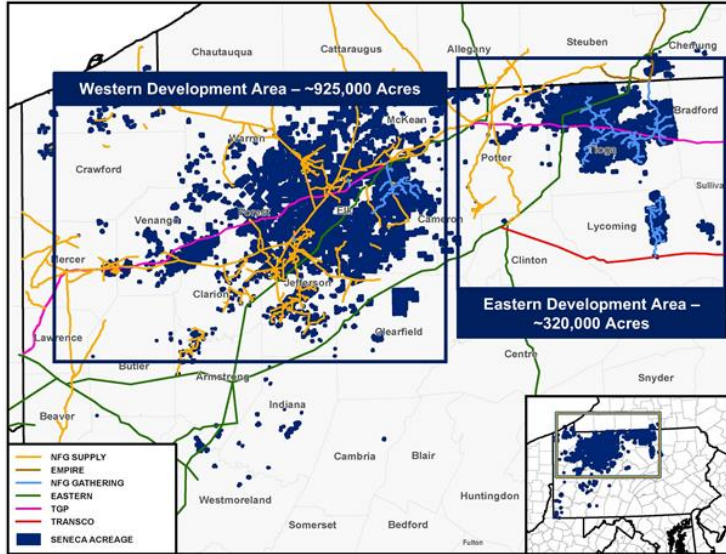 Chautauqua
Cattaraugus
Allegany
Steuben
Chemung
Western Development Area – ~925,000 Acres
McKean
Bradford
Warren
Crawford
Potter
Tioga
Sullivan
Venango
Forest
Elk
Cameron
Lycoming
Mercer
Clinton
Clarion
Jefferson
Eastern Development Area –
~320,000 Acres
Lawrence
Clearfield
Butler
Centre
Armstrong
Snyder
Beaver
Indiana
NFG SUPPLY
EMPIRE
NFG GATHERING
EASTERN
TGP
TRANSCO
SENECA ACREAGE
Cambria
Blair
Westmoreland
Huntingdon
Somerset
Bedford
Fulton